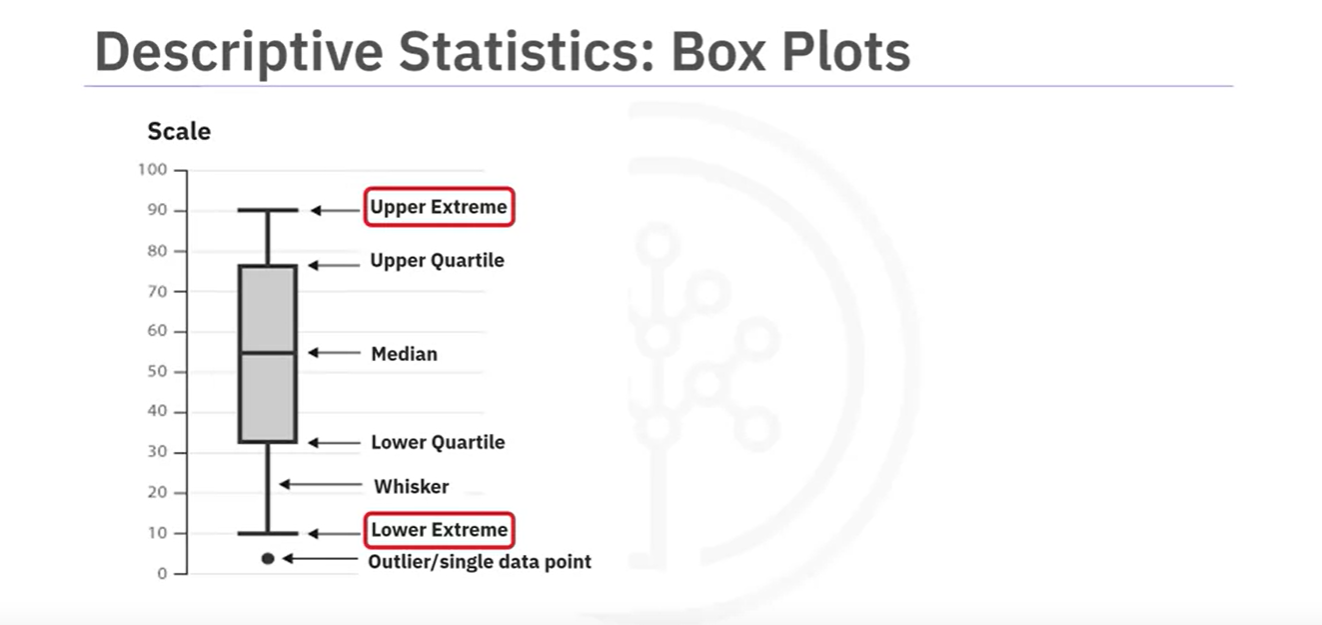 Descriptive Statistics: Box Plots
Scale
100
90
Upper Extreme
80
Upper Quartile
70
60
Median
50
40
Lower Quartile
30
Whisker
20
10
Lower Extreme
Outlier/single data point
0